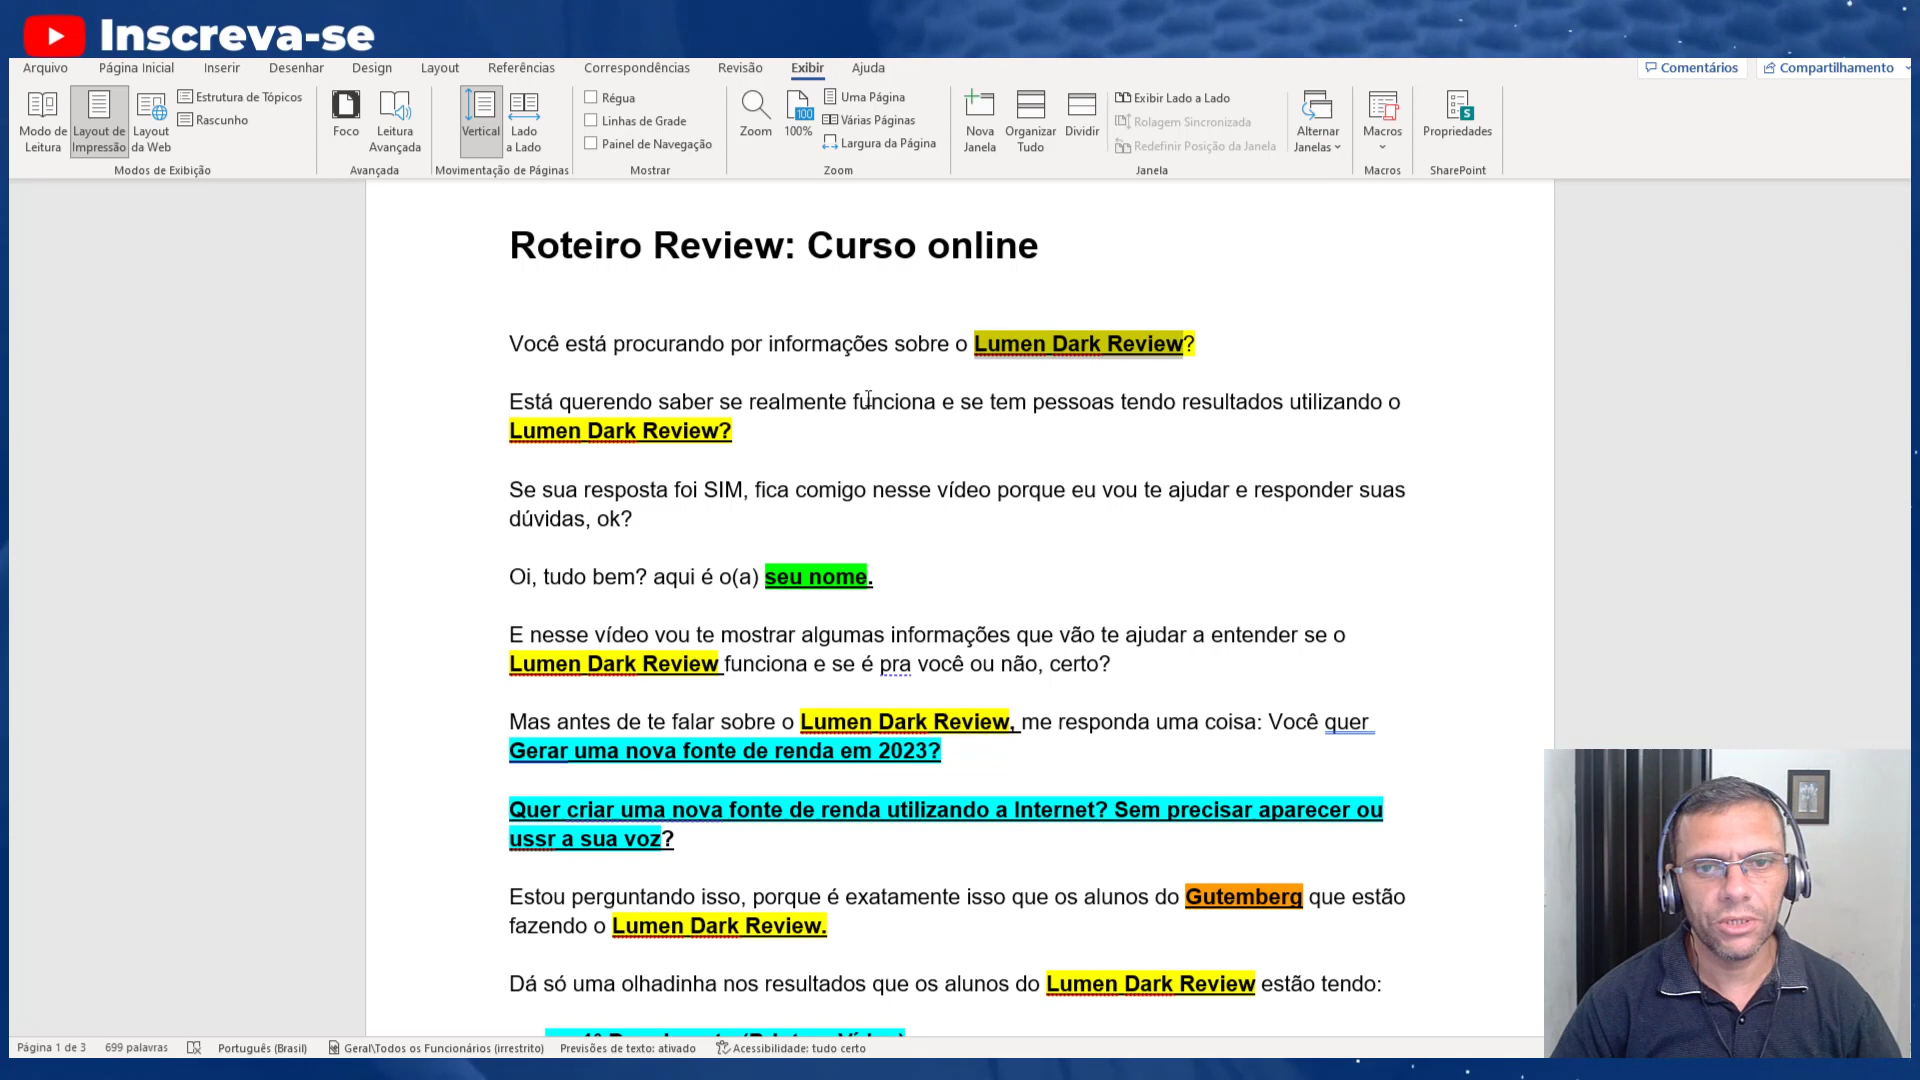 Inscreva-se
Arquivo Página Inicial Inserir Desenhar Design Layout Referências Correspondências Revisão Exibir Ajuda Comentários Compartilhamento
Modo de Leitura
Layout de Impressão
Layout da Web
Estrutura de Tópicos
Rascunho
Modos de Exibição
Foco
Leitura Avançada
Avançada
Vertical
Lado a Lado
Movimentação de Páginas
Régua
Linhas de Grade
Painel de Navegação
Mostrar
Zoom
100
100%
Uma Página
Várias Páginas
Largura da Página
Zoom
Nova Janela
Organizar Tudo
Dividir
Exibir Lado a Lado
Rolagem Sincronizada
Redefinir Posição da Janela
Alternar Janelas
Janela
Macros
Macros
S
Propriedades
SharePoint
Roteiro Review: Curso online
Você está procurando por informações sobre o Lumen Dark Review?
Está querendo saber se realmente funciona e se tem pessoas tendo resultados utilizando o
Lumen Dark Review?
Se sua resposta foi SIM, fica comigo nesse vídeo porque eu vou te ajudar e responder suas
dúvidas, ok?
Oi, tudo bem? aqui é o(a) seu nome.
E nesse vídeo vou te mostrar algumas informações que vão te ajudar a entender se o
Lumen Dark Review funciona e se é pra você ou não, certo?
Mas antes de te falar sobre o Lumen Dark Review, me responda uma coisa: Você quer
Gerar uma nova fonte de renda em 2023?
Quer criar uma nova fonte de renda utilizando a Internet? Sem precisar aparecer ou
ussr a sua voz?
Estou perguntando isso, porque é exatamente isso que os alunos do Gutemberg que estão
fazendo o Lumen Dark Review.
Dá só uma olhadinha nos resultados que os alunos do Lumen Dark Review estão tendo:
Página 1 de 3 699 palavras Português (Brasil) Geral\Todos os Funcionários (irrestrito) Previsões de texto: ativado Acessibilidade: tudo certo